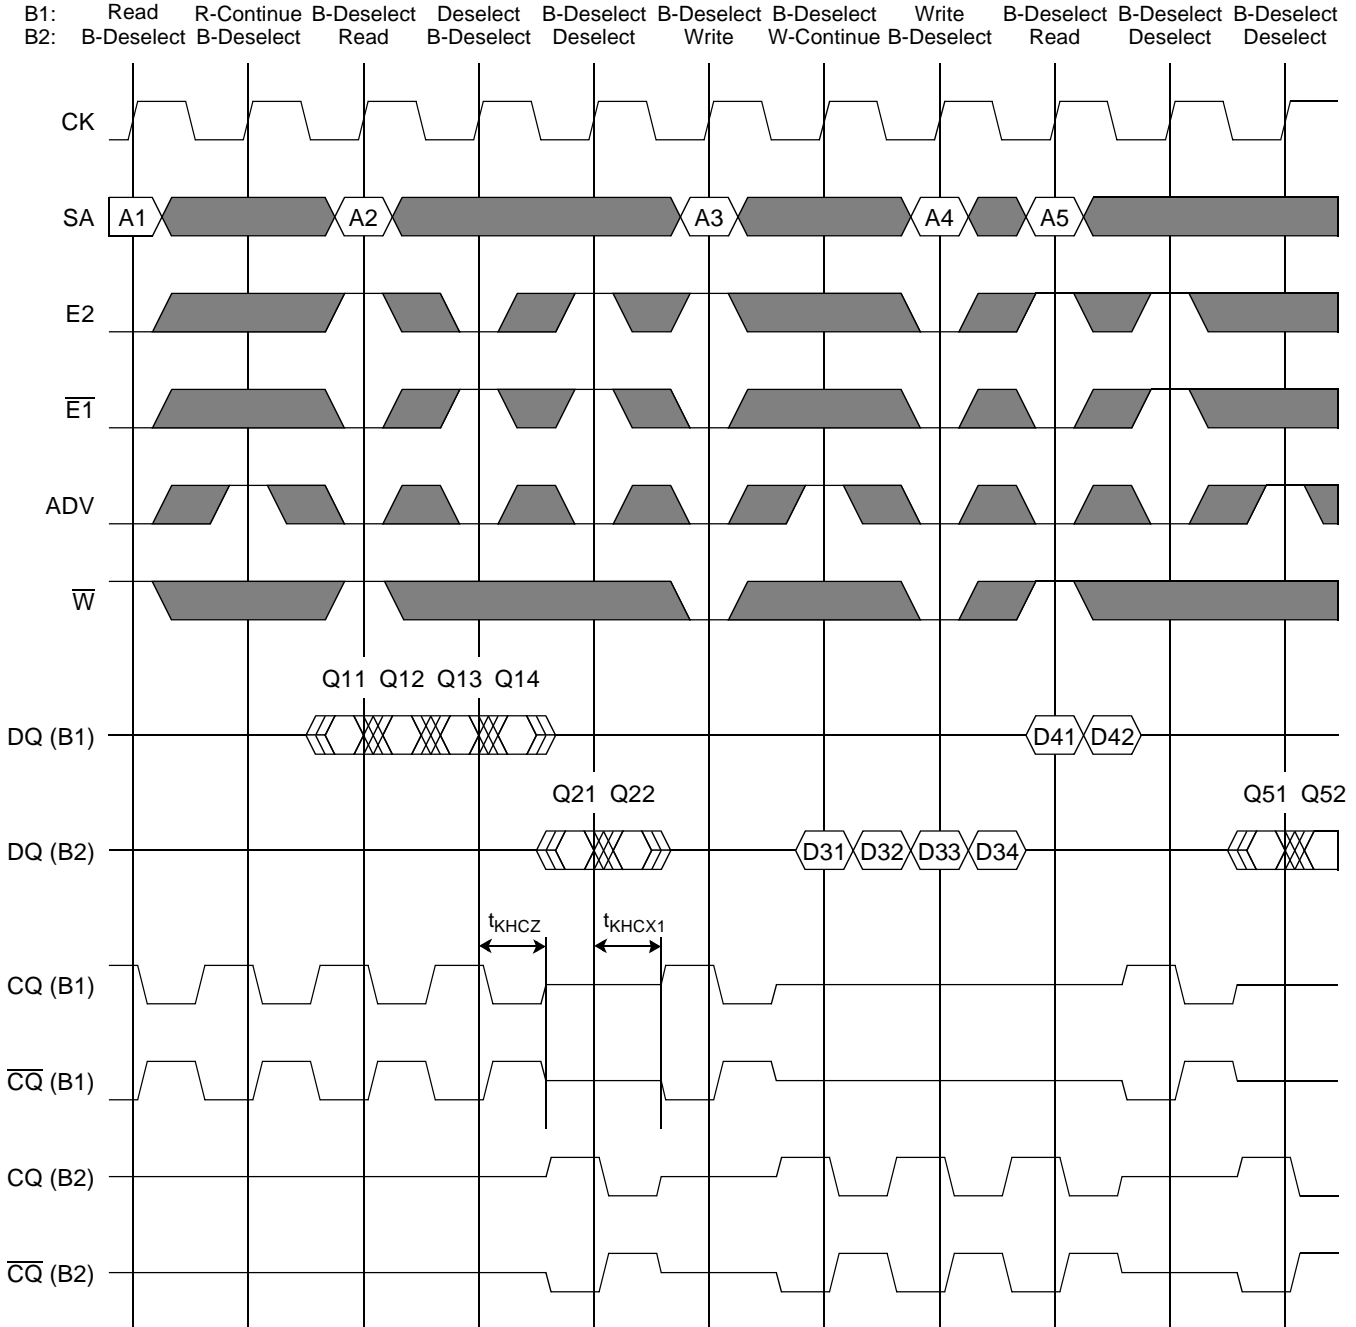 B1: Read R-Continue B-Deselect Deselect B-Deselect B-Deselect B-Deselect Write B-Deselect B-Deselect B-Deselect
B2: B-Deselect B-Deselect Read B-Deselect Deselect Write W-Continue B-Deselect Read Deselect Deselect
CK
SA A1 A2 A3 A4 A5
E2
E1
ADV
W
Q11 Q12 Q13 Q14
DQ (B1) D41 D42
Q21 Q22 Q51 Q52
DQ (B2) D31 D32 D33 D34
tKHCZ tKHCX1
CQ (B1)
CQ (B1)
CQ (B2)
CQ (B2)